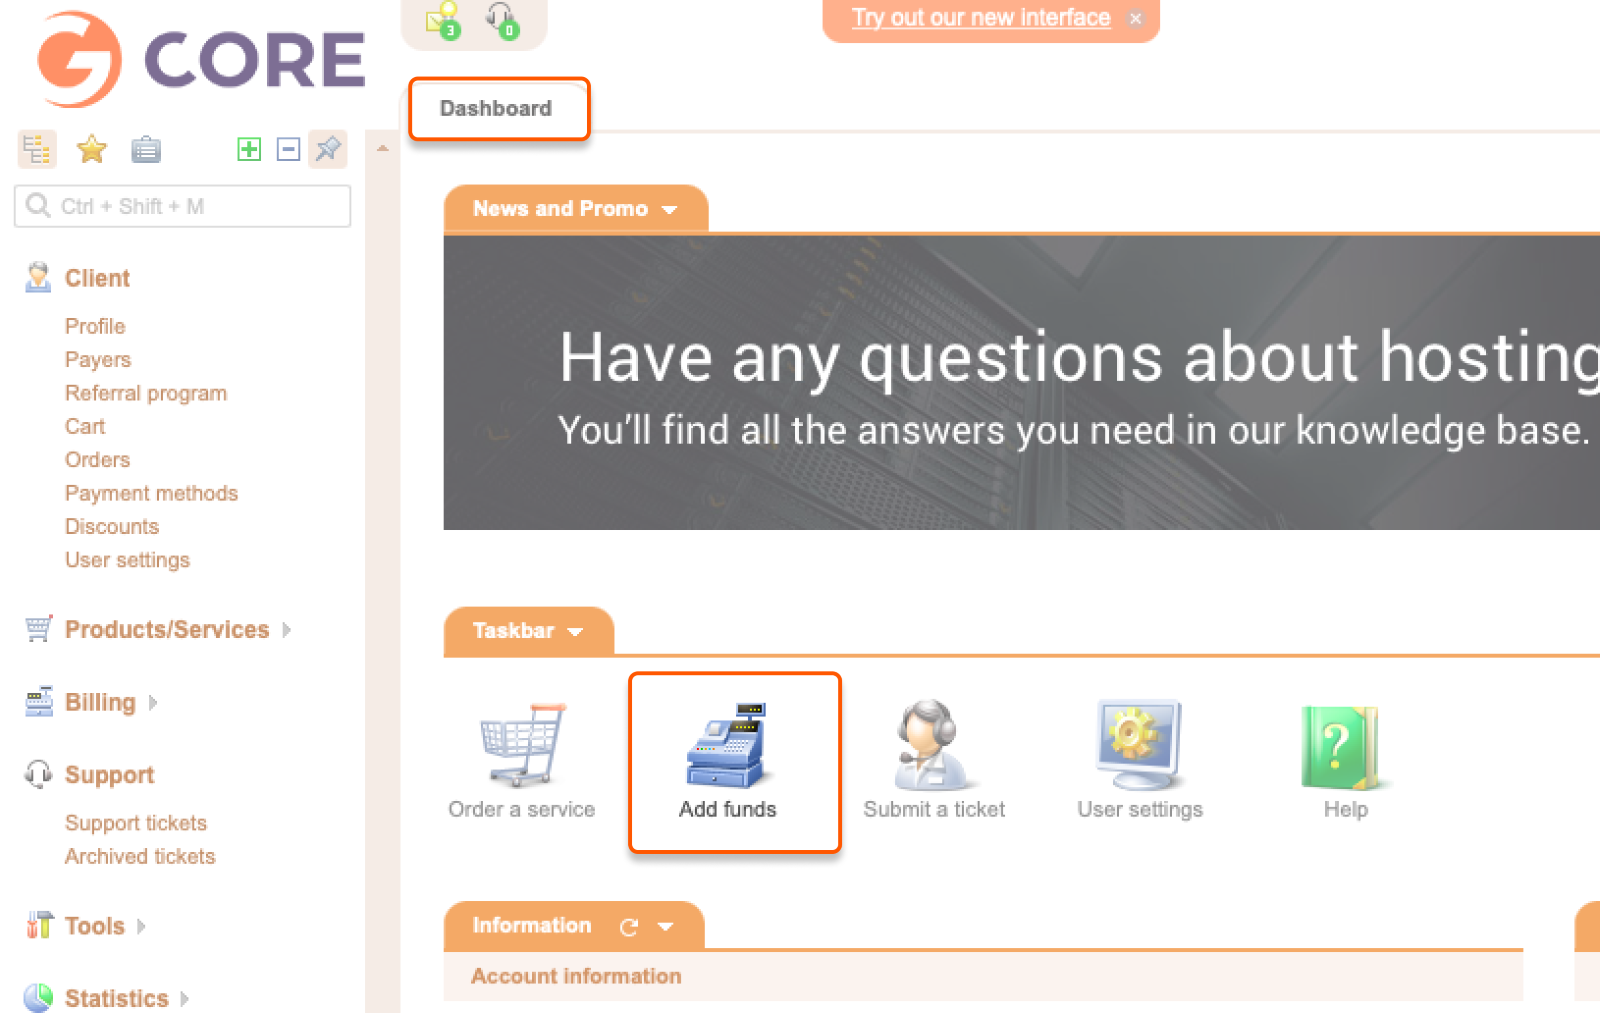 G CORE
3
0
Try out our new interface
Dashboard
Ctrl + Shift + M
Client
Profile
Payers
Referral program
Cart
Orders
Payment methods
Discounts
User settings
Products/Services
Billing
Support
Support tickets
Archived tickets
Tools
Statistics
News and Promo
Have any questions about hosting
You'll find all the answers you need in our knowledge base.
Taskbar
Order a service
Add funds
Submit a ticket
User settings
?
Help
Information
Account information